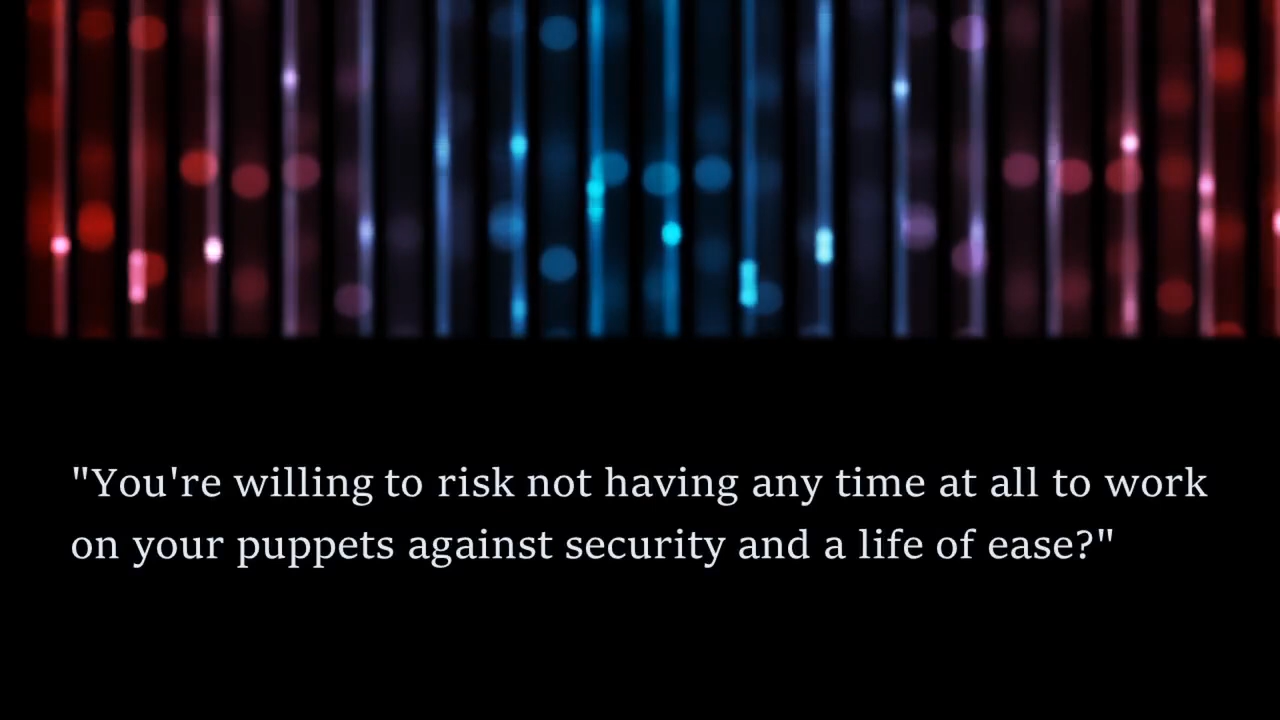 "You're willing to risk not having any time at all to work
on your puppets against security and a life of ease?"